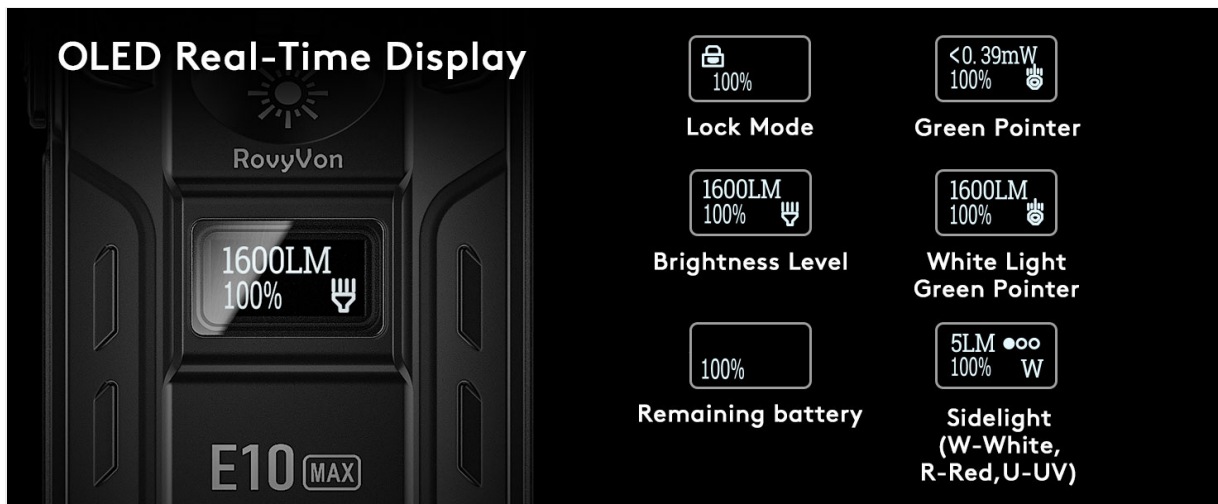 OLED Real-Time Display
RovyVon
1600LM
100%
E10 MAX
100%
Lock Mode
<0.39mW
100%
Green Pointer
1600LM
100%
Brightness Level
1600LM
100%
White Light
Green Pointer
100%
Remaining battery
5LM
100% W
Sidelight
(W-White,
R-Red,U-UV)